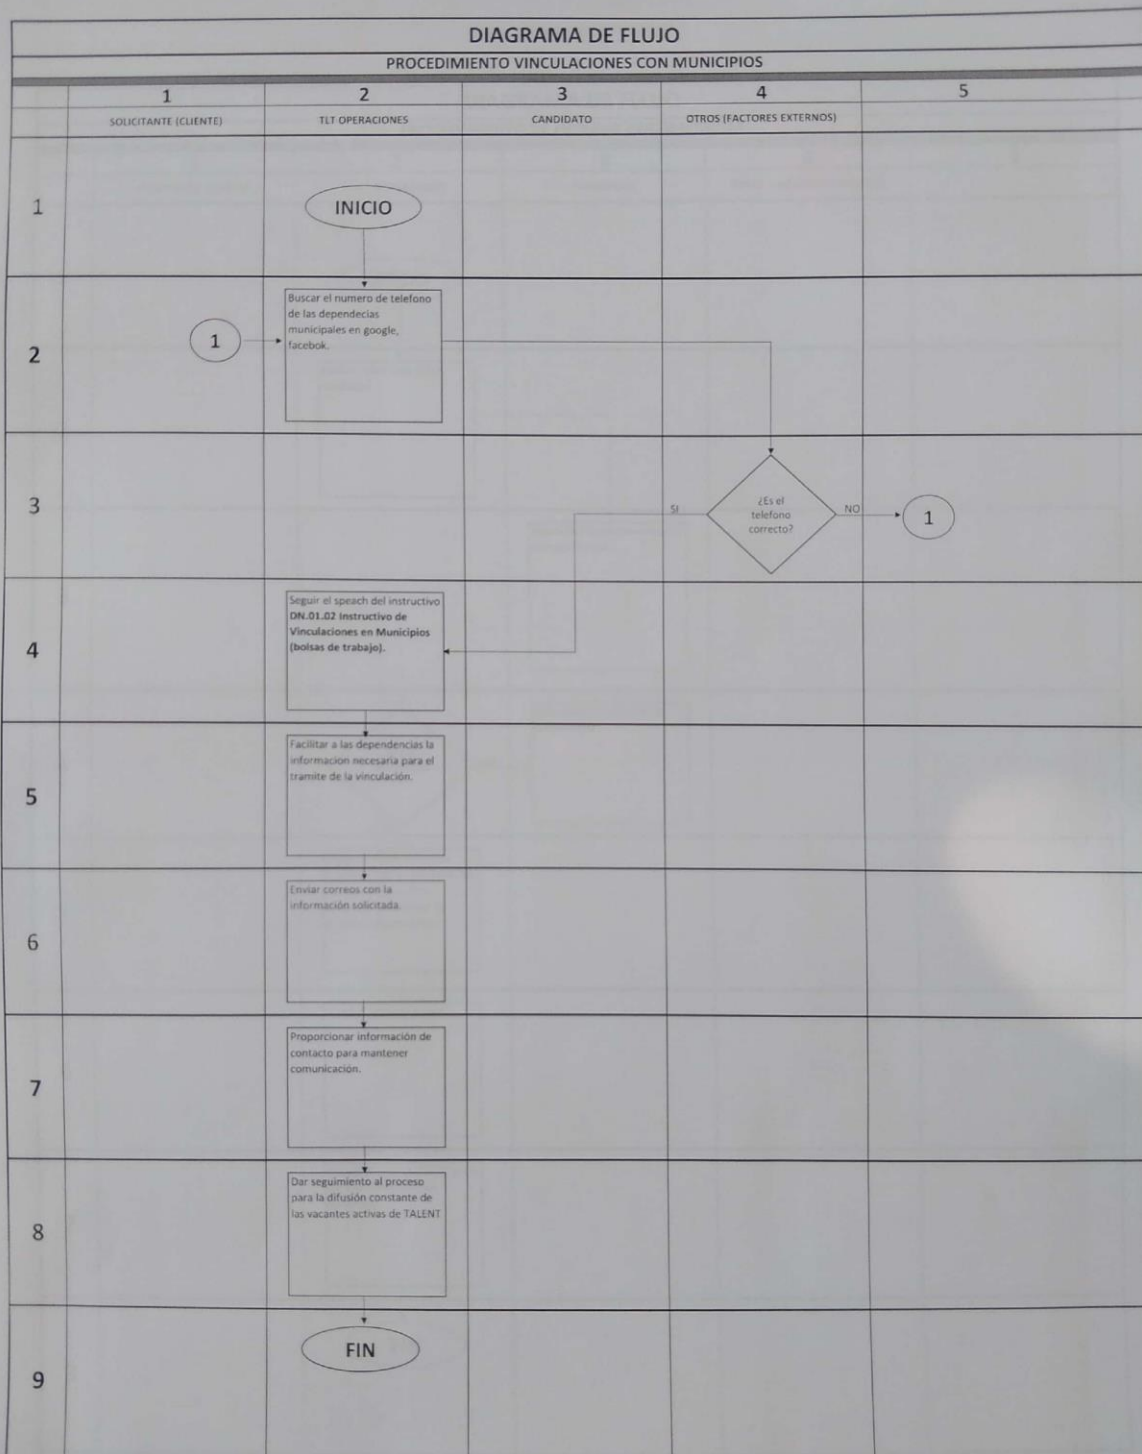 DIAGRAMA DE FLUJO
PROCEDIMIENTO VINCULACIONES CON MUNICIPIOS
1 2 3 4 5
SOLICITANTE (CLIENTE) TLT OPERACIONES CANDIDATO OTROS (FACTORES EXTERNOS)
1
INICIO
2
1
Buscar el numero de telefono
de las dependecias
municipales en google,
facebok.
3
SI
¿Es el
telefono
correcto?
NO
1
4
Seguir el speach del instructivo
DN.01.02 Instructivo de
Vinculaciones en Municipios
(bolsas de trabajo).
5
Facilitar a las dependencias la
informacion necesaria para el
tramite de la vinculación.
6
Enviar correos con la
información solicitada.
7
Proporcionar información de
contacto para mantener
comunicación.
8
Dar seguimiento al proceso
para la difusión constante de
las vacantes activas de TALENT
9
FIN